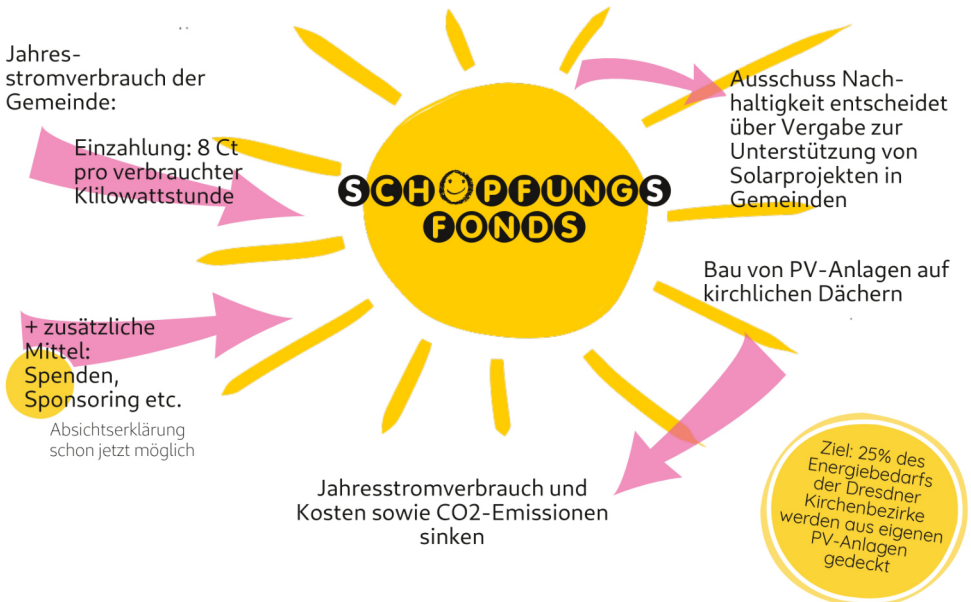 Jahres-
stromverbrauch der
Gemeinde:
Einzahlung: 8 Ct
pro verbrauchter
Klilowattstunde
+ zusätzliche
Mittel:
Spenden,
Sponsoring etc.
Absichtserklärung
schon jetzt möglich
SCHÖPFUNGS
FONDS
Ausschuss Nach-
haltigkeit entscheidet
über Vergabe zur
Unterstützung von
Solarprojekten in
Gemeinden
Bau von PV-Anlagen auf
kirchlichen Dächern
Jahresstromverbrauch und
Kosten sowie CO2-Emissionen
sinken
Ziel: 25% des
Energiebedarfs
der Dresdner
Kirchenbezirke
werden aus eigenen
PV-Anlagen
gedeckt